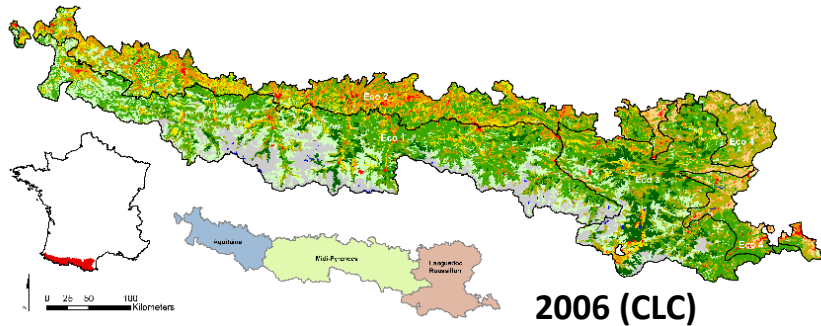 Eco 2
Eco 1
Eco 4
Eco 3
Eco 4
Aquitaine
Midi-Pyrenees
Languedoc
Roussillon
0 25 50 100
Kilometers
2006 (CLC)